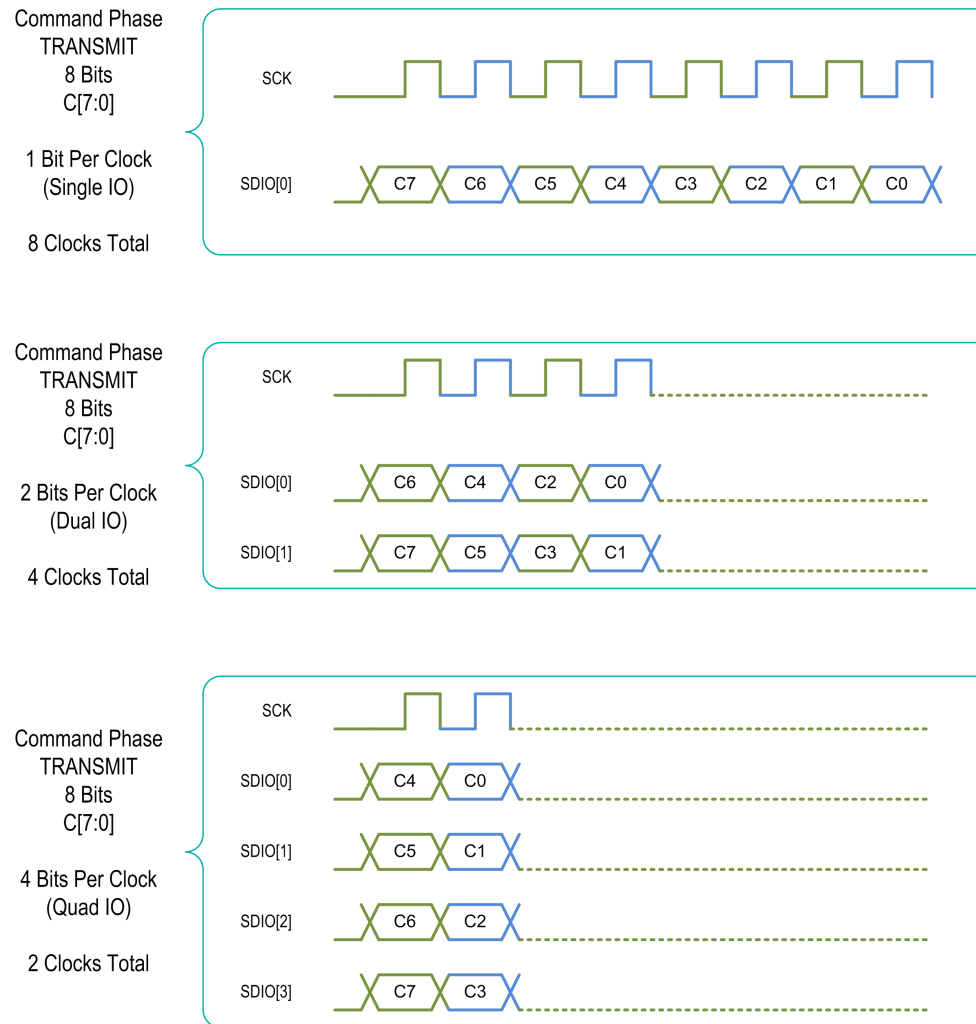 Command Phase
TRANSMIT
8 Bits
C[7:0]
1 Bit Per Clock
(Single IO)
8 Clocks Total
SCK
SDIO[0] C7 C6 C5 C4 C3 C2 C1 C0
Command Phase
TRANSMIT
8 Bits
C[7:0]
2 Bits Per Clock
(Dual IO)
4 Clocks Total
SCK
SDIO[0] C6 C4 C2 C0
SDIO[1] C7 C5 C3 C1
Command Phase
TRANSMIT
8 Bits
C[7:0]
4 Bits Per Clock
(Quad IO)
2 Clocks Total
SCK
SDIO[0] C4 C0
SDIO[1] C5 C1
SDIO[2] C6 C2
SDIO[3] C7 C3